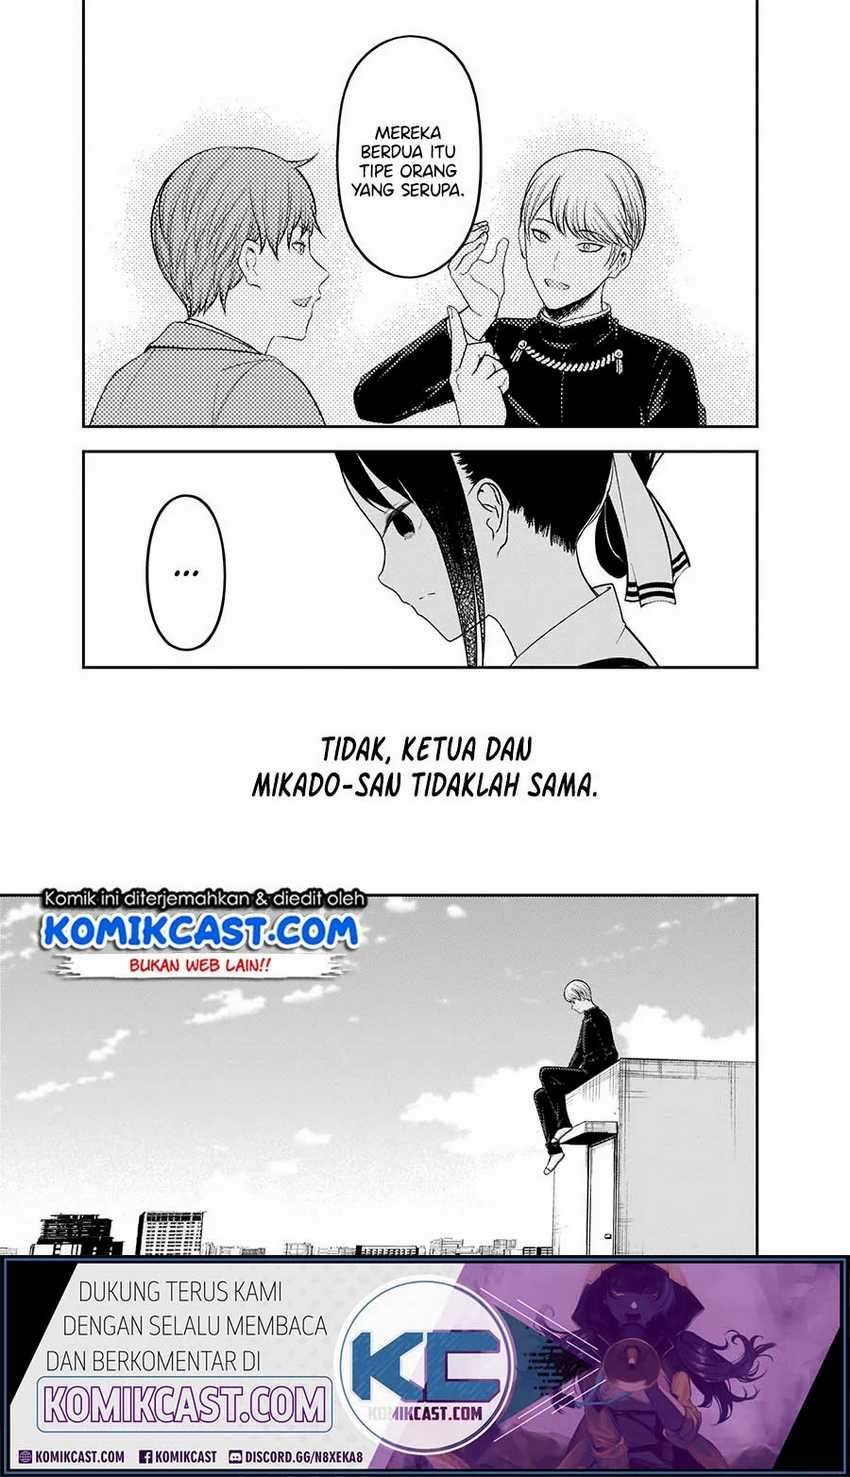 MEREKA
BERDUA ITU
TIPE ORANG
YANG SERUPA.
...
TIDAK, KETUA DAN
MIKADO-SAN TIDAKLAH SAMA.
Komik ini diterjemahkan & diedit oleh
KOMIKCAST.COM
BUKAN WEB LAIN!!
DUKUNG TERUS KAMI
DENGAN SELALU MEMBACA
DAN BERKOMENTAR DI
KOMIKCAST.COM
KC
KOMIKCAST.COM
KOMIKCAST.COM
KOMIKCAST
DISCORD.GG/N8XEKA8